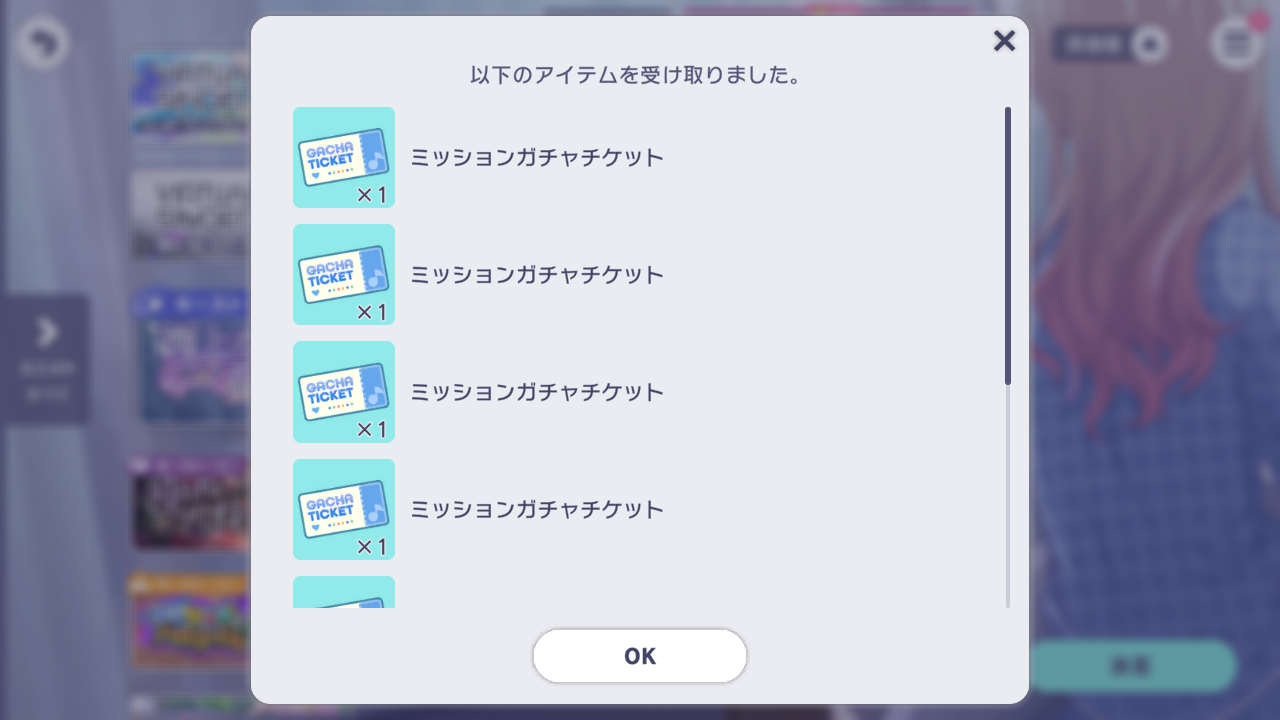 以下のアイテムを受け取りました。
GACHA
TICKET
×1
ミッションガチャチケット
GACHA
TICKET
×1
ミッションガチャチケット
GACHA
TICKET
×1
ミッションガチャチケット
GACHA
TICKET
×1
ミッションガチャチケット
OK